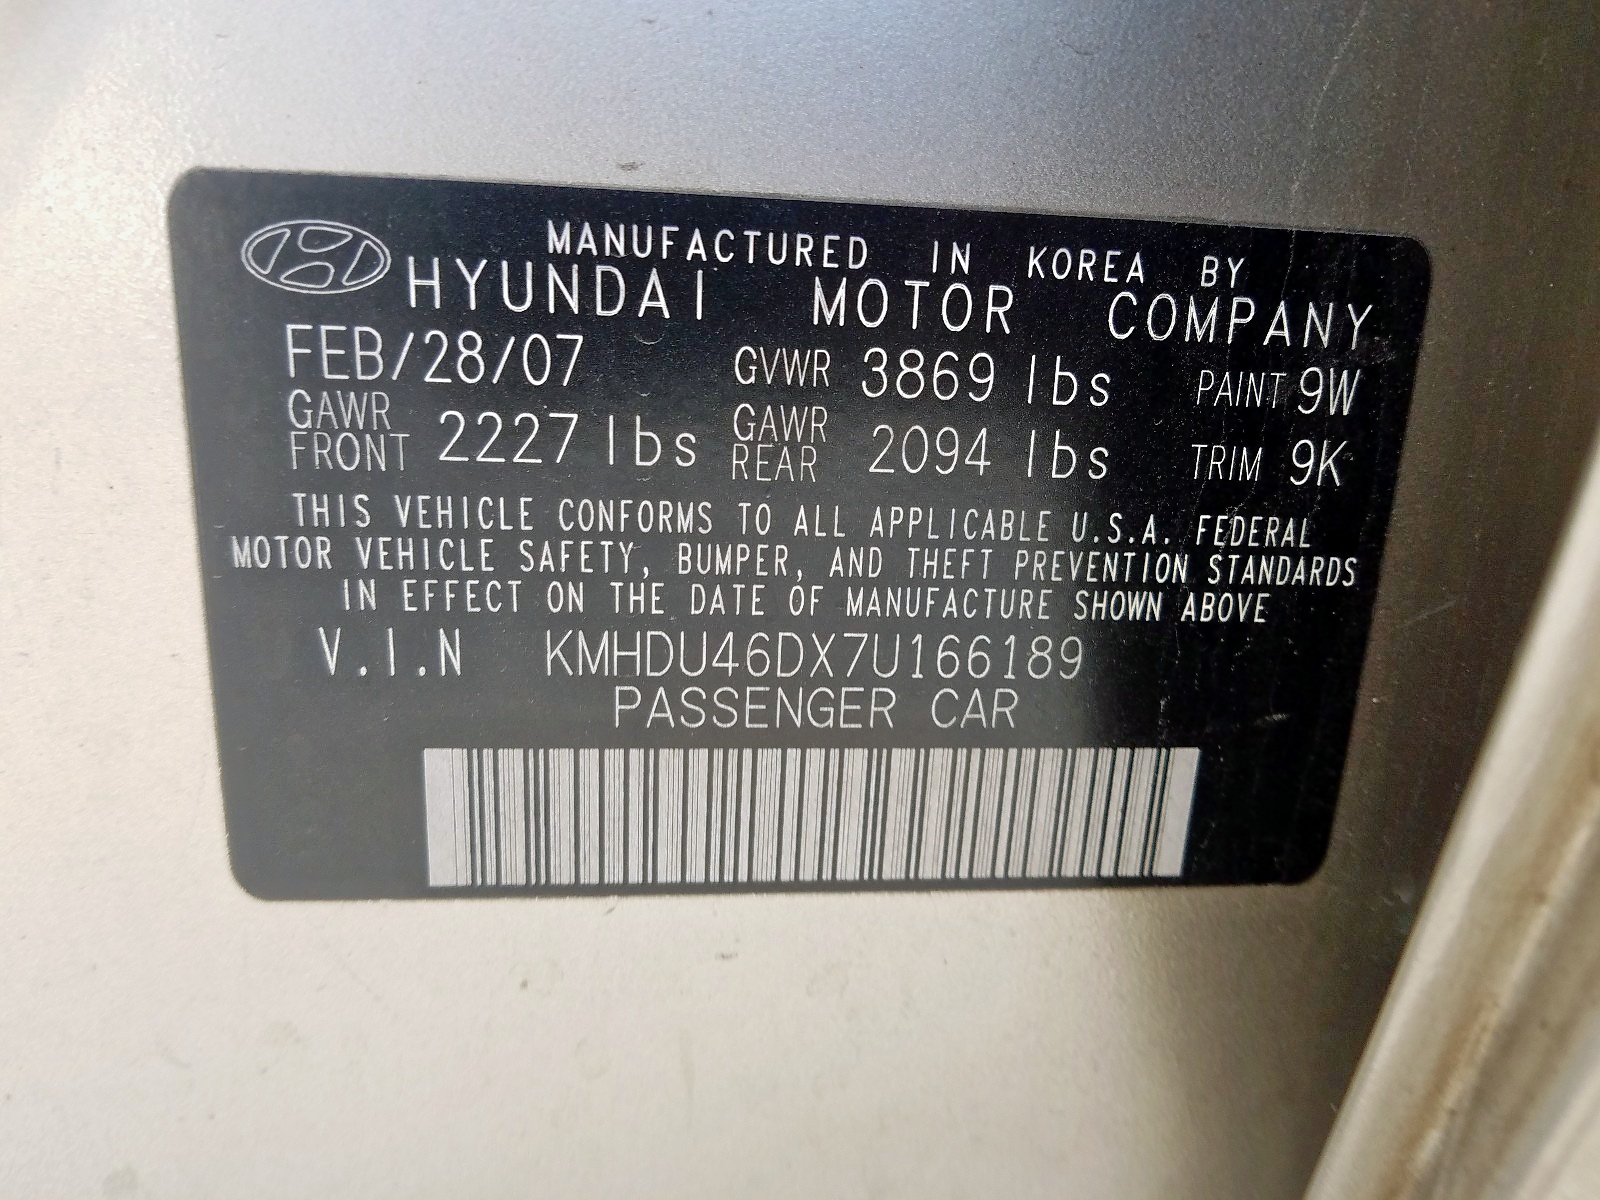 MANUFACTURED IN KOREA BY
HYUNDAI MOTOR COMPANY
FEB/28/07 GVWR 3869 lbs PAINT 9W
GAWR FRONT 2227 lbs GAWR REAR 2094 lbs TRIM 9K
THIS VEHICLE CONFORMS TO ALL APPLICABLE U.S.A. FEDERAL
MOTOR VEHICLE SAFETY, BUMPER, AND THEFT PREVENTION STANDARDS
IN EFFECT ON THE DATE OF MANUFACTURE SHOWN ABOVE
V.I.N KMHDU46DX7U166189
PASSENGER CAR